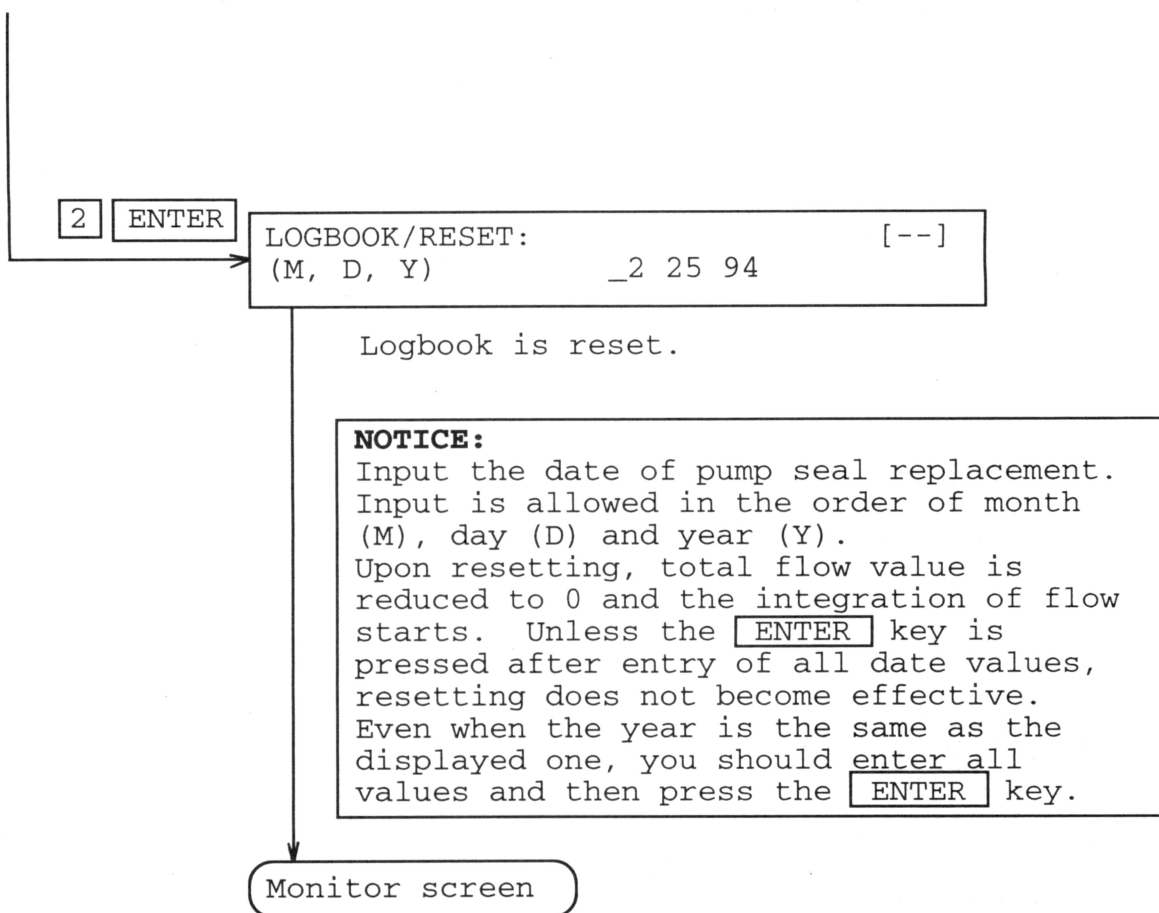 2 ENTER
LOGBOOK/RESET: [--]
(M, D, Y) _2 25 94
Logbook is reset.
NOTICE:
Input the date of pump seal replacement.
Input is allowed in the order of month
(M), day (D) and year (Y).
Upon resetting, total flow value is
reduced to 0 and the integration of flow
starts. Unless the ENTER key is
pressed after entry of all date values,
resetting does not become effective.
Even when the year is the same as the
displayed one, you should enter all
values and then press the ENTER key.
Monitor screen